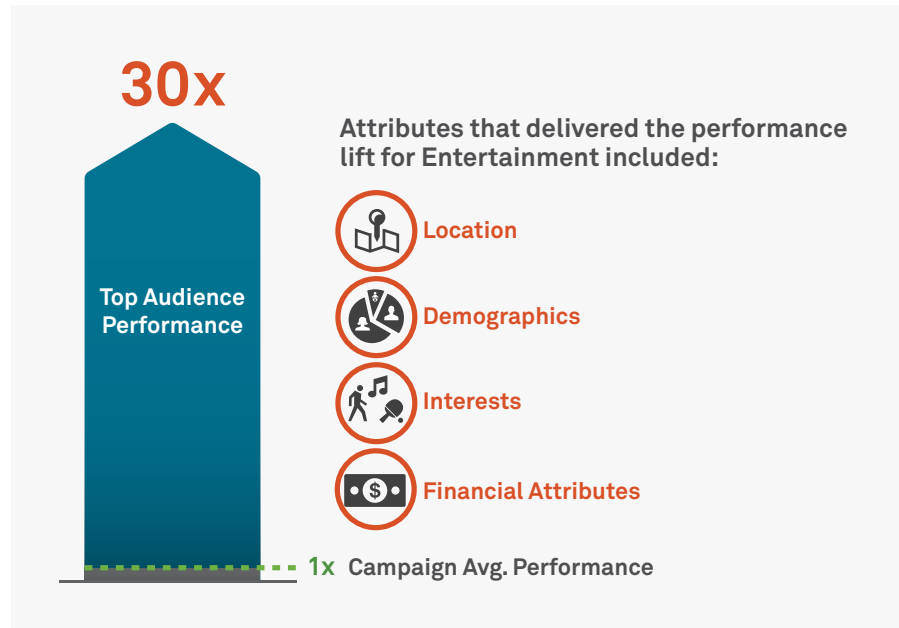 30x
Top Audience
Performance
Attributes that delivered the performance
lift for Entertainment included:
Location
Demographics
Interests
$
Financial Attributes
1x Campaign Avg. Performance